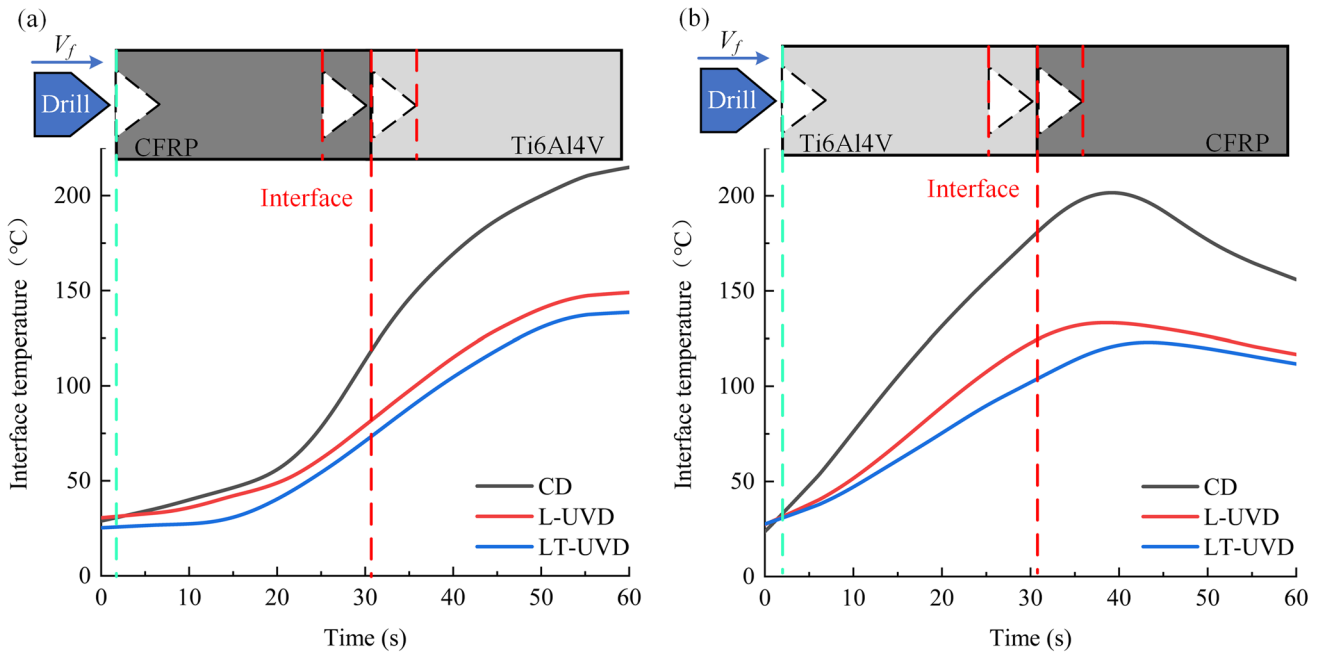 (a)
V_f
Drill
CFRP
Ti6Al4V
Interface
Interface temperature（℃）
200
150
100
50
0
CD
L-UVD
LT-UVD
0 10 20 30 40 50 60
Time (s)
(b)
V_f
Drill
Ti6Al4V
CFRP
Interface
Interface temperature（℃）
200
150
100
50
0
CD
L-UVD
LT-UVD
0 10 20 30 40 50 60
Time (s)